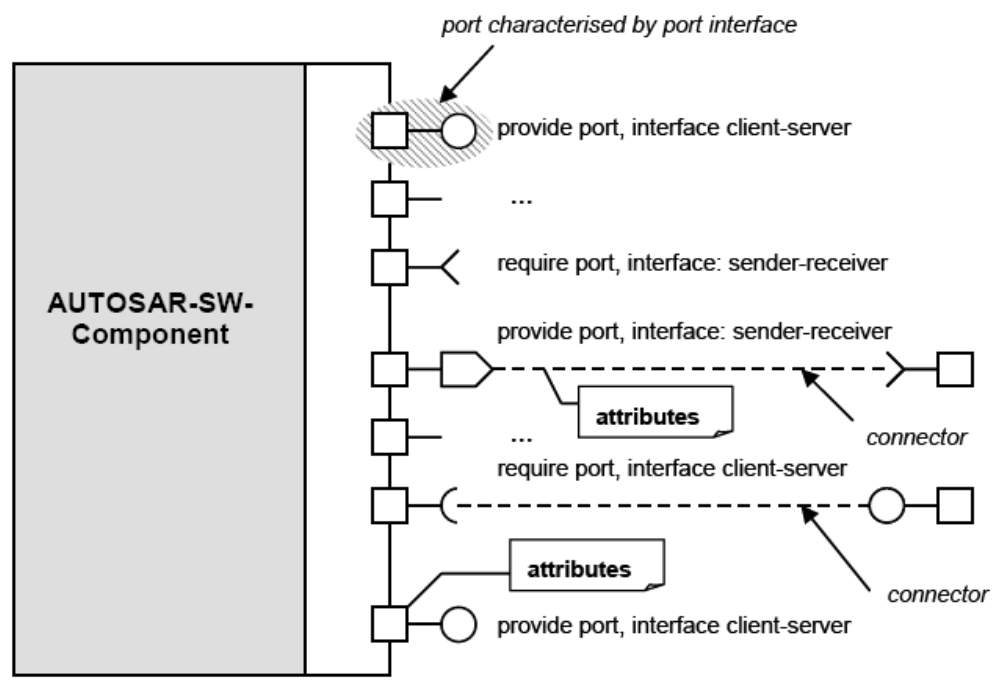 port characterised by port interface
provide port, interface client-server
...
require port, interface: sender-receiver
AUTOSAR-SW-
Component
provide port, interface: sender-receiver
attributes
connector
...
require port, interface client-server
attributes
connector
provide port, interface client-server